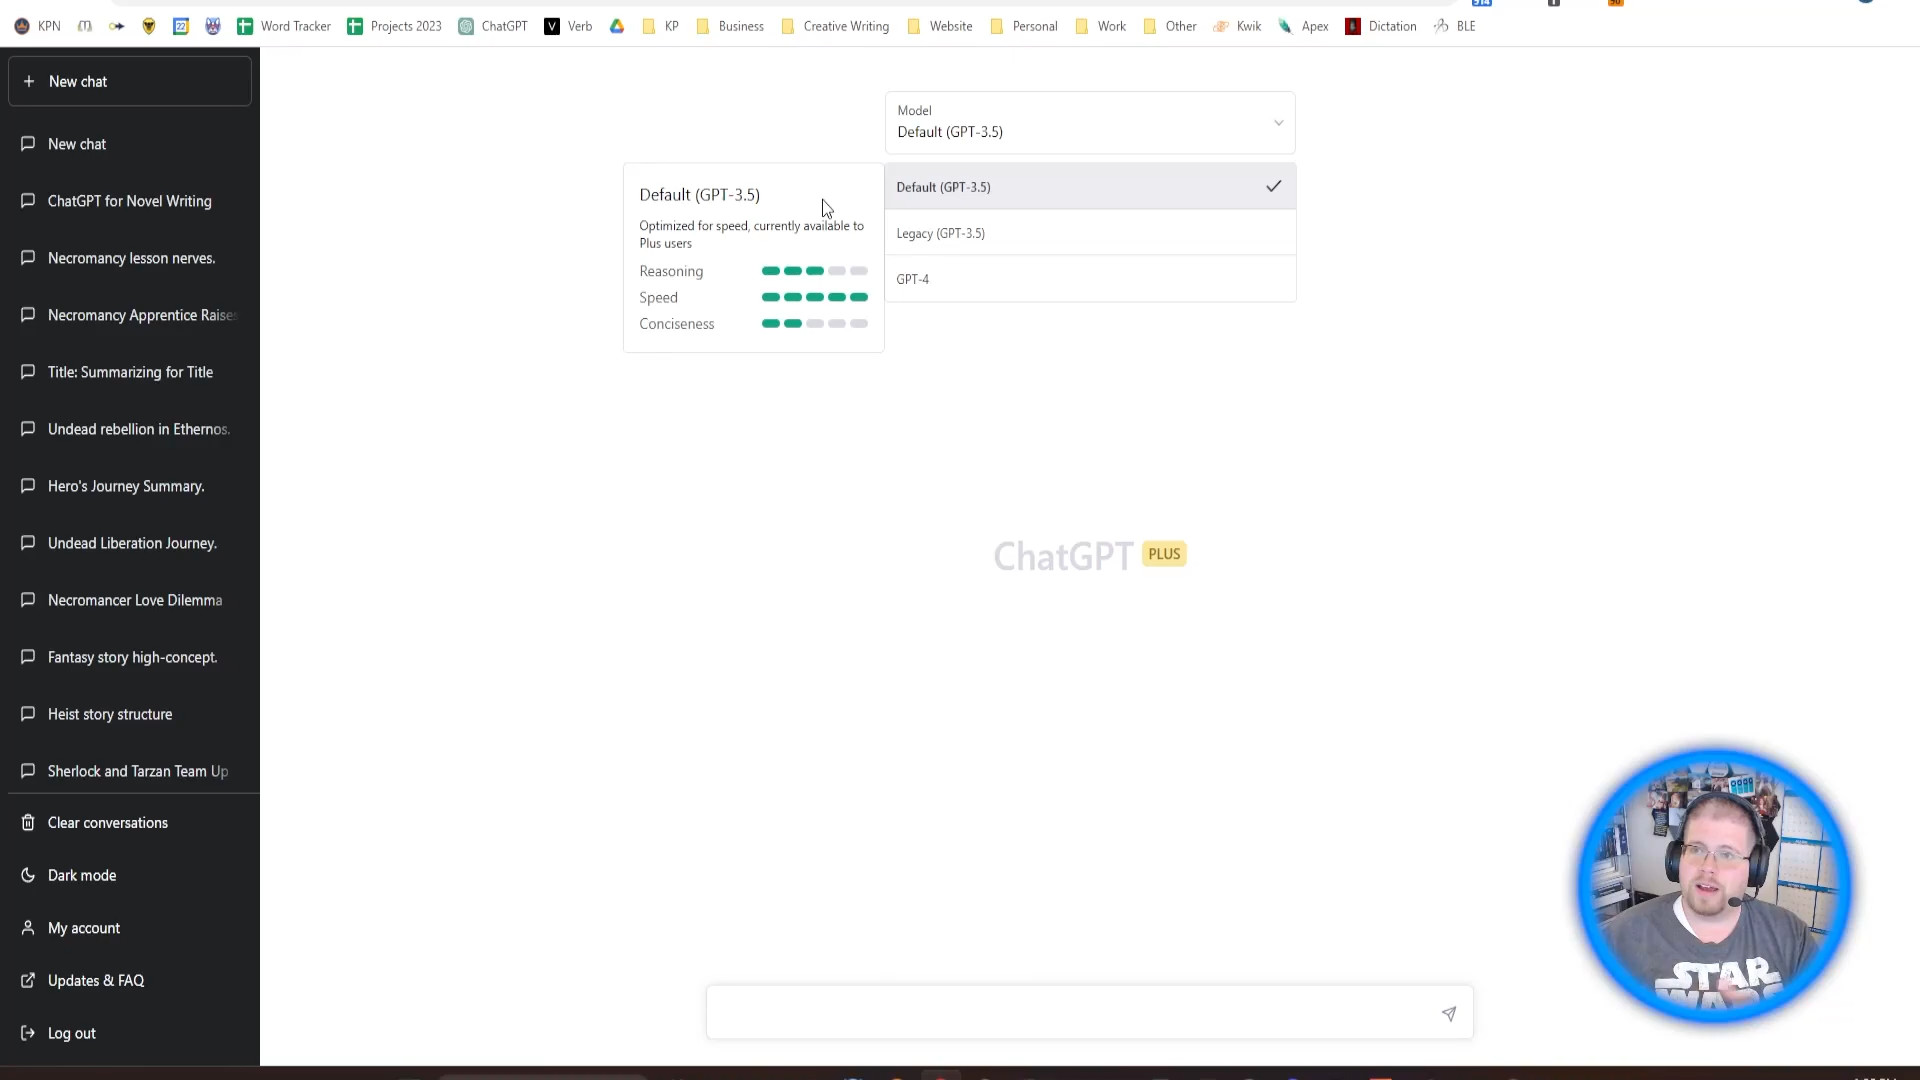 KPN
22
Word Tracker
Projects 2023
ChatGPT
V
Verb
KP
Business
Creative Writing
Website
Personal
Work
Other
Kwik
Apex
Dictation
BLE
+ New chat
New chat
ChatGPT for Novel Writing
Necromancy lesson nerves.
Necromancy Apprentice Raise
Title: Summarizing for Title
Undead rebellion in Ethernos.
Hero's Journey Summary.
Undead Liberation Journey.
Necromancer Love Dilemma
Fantasy story high-concept.
Heist story structure
Sherlock and Tarzan Team Up
Clear conversations
Dark mode
My account
Updates & FAQ
Log out
Model
Default (GPT-3.5)
Default (GPT-3.5)
Legacy (GPT-3.5)
GPT-4
Default (GPT-3.5)
Optimized for speed, currently available to
Plus users
Reasoning
Speed
Conciseness
ChatGPT PLUS
STAR
WARS